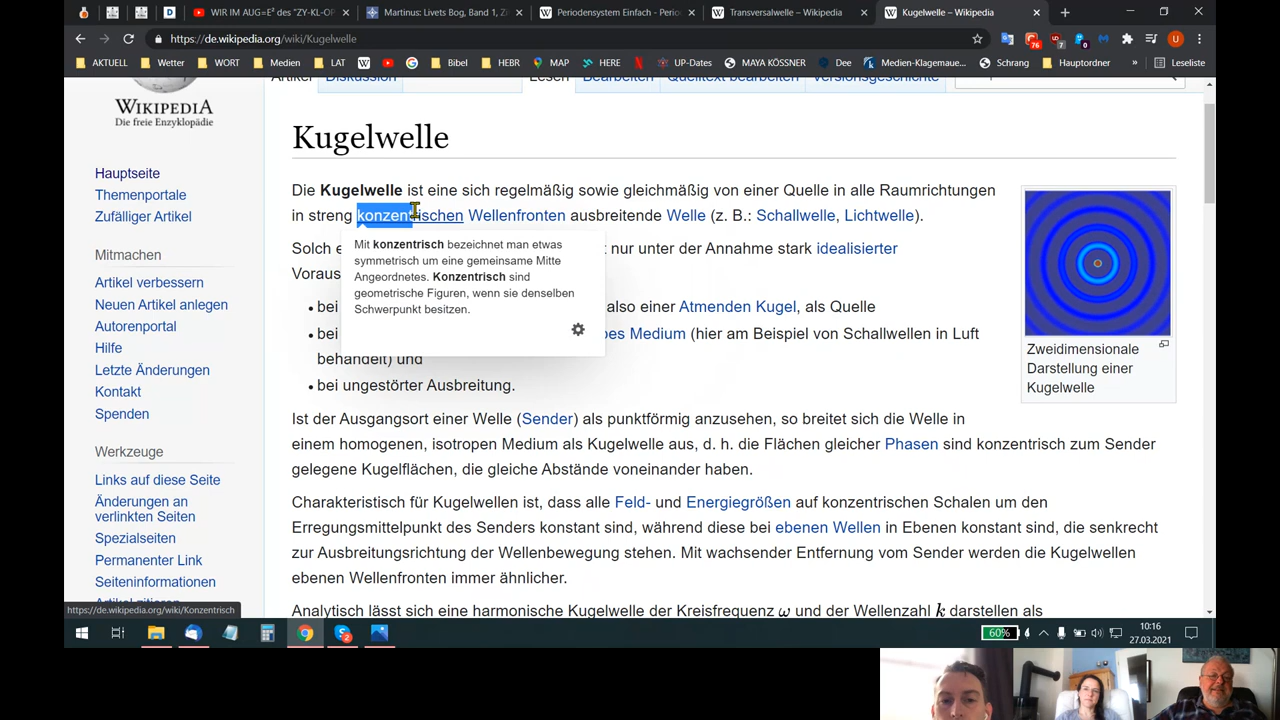 WIR IM AUG=E² des "ZY-KL-OP
Martinus: Livets Bog, Band 1, Z
Periodensystem Einfach - Period
Transversalwelle – Wikipedia
Kugelwelle – Wikipedia
https://de.wikipedia.org/wiki/Kugelwelle
76
7
0
U
AKTUELL
Wetter
WORT
Medien
LAT
Bibel
HEBR
MAP
HERE
UP-Dates
MAYA KÖSSNER
Dee
Medien-Klagemaue...
Schrang
Hauptordner
»
Leseliste
Artikel
Diskussion
Lesen
Bearbeiten
Quelltext bearbeiten
Versionsgeschichte
WIKIPEDIA
Die freie Enzyklopädie
Hauptseite
Themenportale
Zufälliger Artikel
Mitmachen
Artikel verbessern
Neuen Artikel anlegen
Autorenportal
Hilfe
Letzte Änderungen
Kontakt
Spenden
Werkzeuge
Links auf diese Seite
Änderungen an
verlinkten Seiten
Spezialseiten
Permanenter Link
Seiteninformationen
Artikel zitieren
https://de.wikipedia.org/wiki/Konzentrisch
Kugelwelle
Die Kugelwelle ist eine sich regelmäßig sowie gleichmäßig von einer Quelle in alle Raumrichtungen
in streng konzentrischen Wellenfronten ausbreitende Welle (z. B.: Schallwelle, Lichtwelle).
Solch e nur unter der Annahme stark idealisierter
Voraus
• bei also einer Atmenden Kugel, als Quelle
• bei es Medium (hier am Beispiel von Schallwellen in Luft
behandelt) und
• bei ungestörter Ausbreitung.
Mit konzentrisch bezeichnet man etwas
symmetrisch um eine gemeinsame Mitte
Angeordnetes. Konzentrisch sind
geometrische Figuren, wenn sie denselben
Schwerpunkt besitzen.
Zweidimensionale
Darstellung einer
Kugelwelle
Ist der Ausgangsort einer Welle (Sender) als punktförmig anzusehen, so breitet sich die Welle in
einem homogenen, isotropen Medium als Kugelwelle aus, d. h. die Flächen gleicher Phasen sind konzentrisch zum Sender
gelegene Kugelflächen, die gleiche Abstände voneinander haben.
Charakteristisch für Kugelwellen ist, dass alle Feld- und Energiegrößen auf konzentrischen Schalen um den
Erregungsmittelpunkt des Senders konstant sind, während diese bei ebenen Wellen in Ebenen konstant sind, die senkrecht
zur Ausbreitungsrichtung der Wellenbewegung stehen. Mit wachsender Entfernung vom Sender werden die Kugelwellen
ebenen Wellenfronten immer ähnlicher.
Analytisch lässt sich eine harmonische Kugelwelle der Kreisfrequenz ω und der Wellenzahl k darstellen als
60%
10:16
27.03.2021